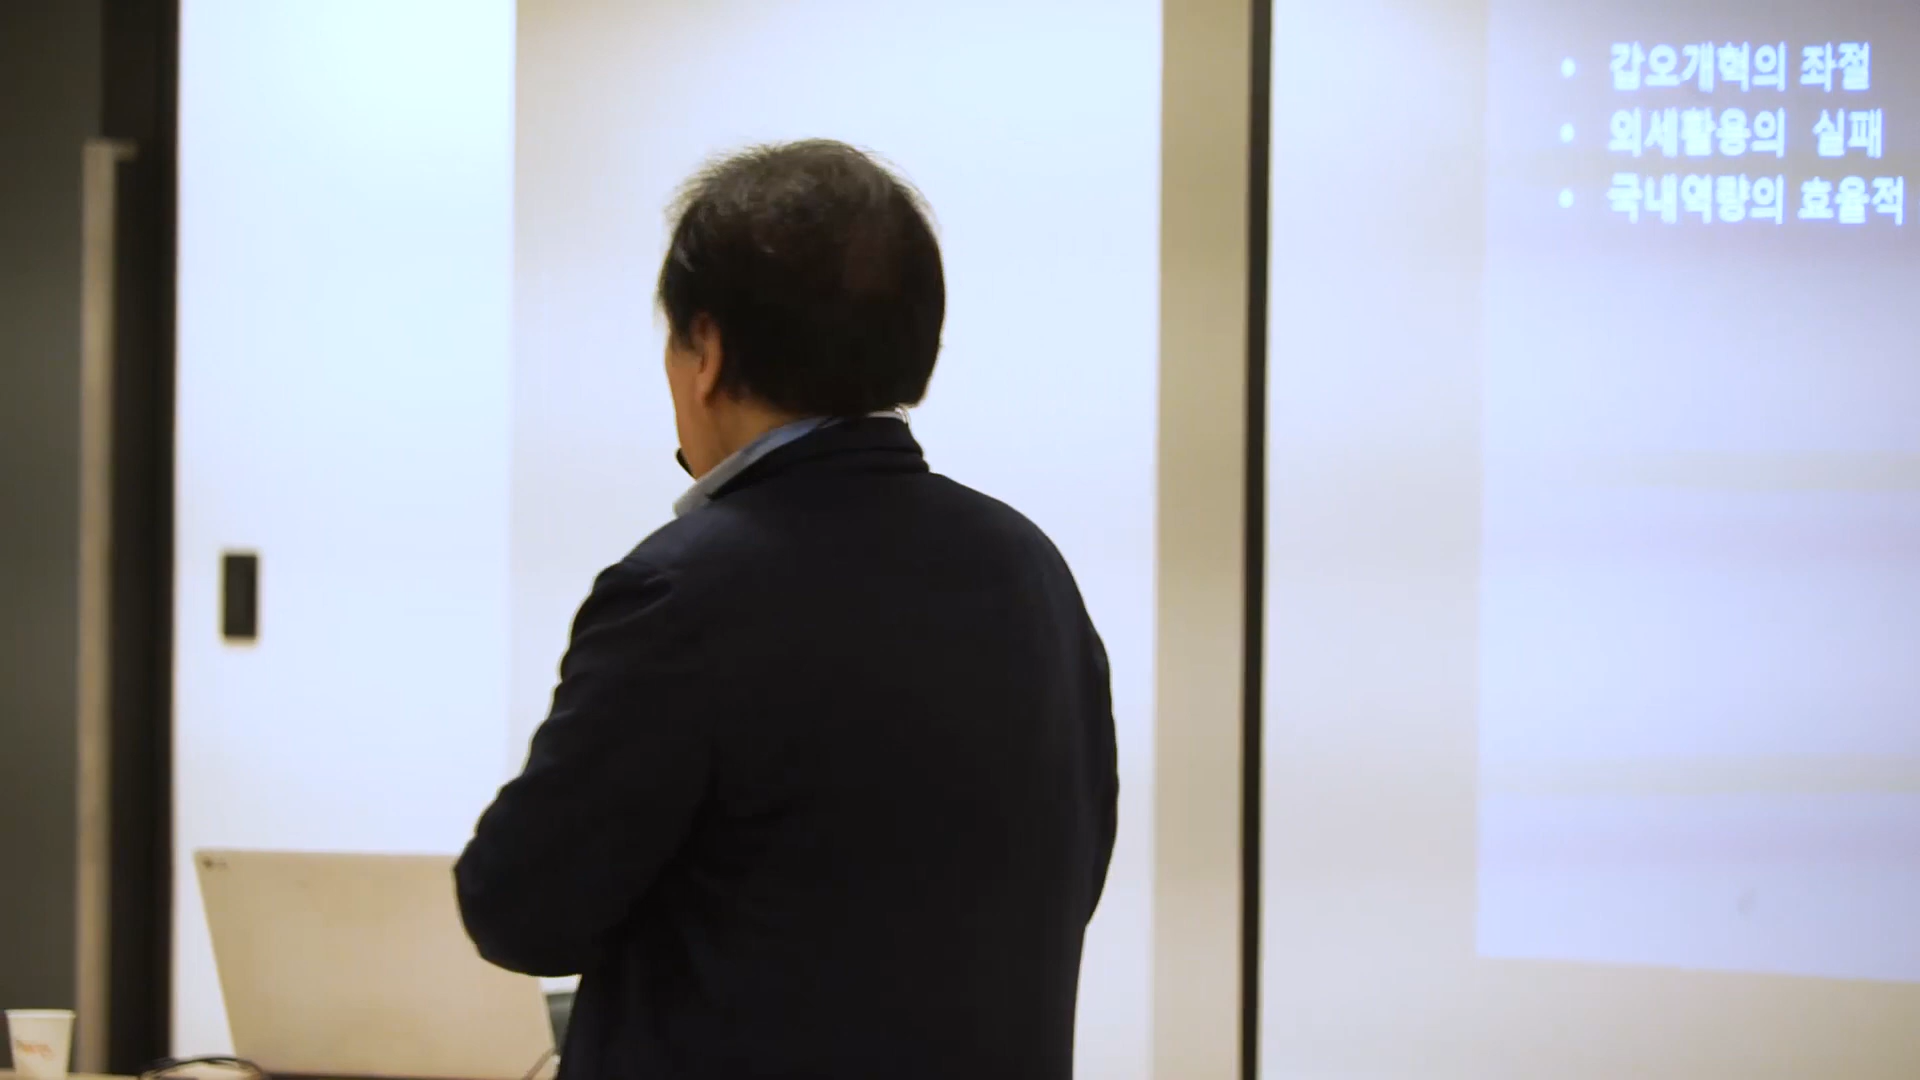 • 갑오개혁의 좌절
• 외세활용의 실패
• 국내역량의 효율적